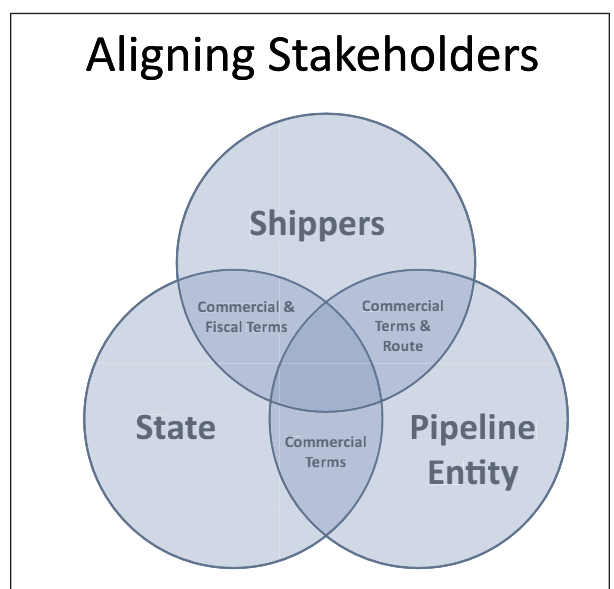 Aligning Stakeholders
Shippers
Commercial &
Fiscal Terms
Commercial
Terms &
Route
State
Commercial
Terms
Pipeline
Entity